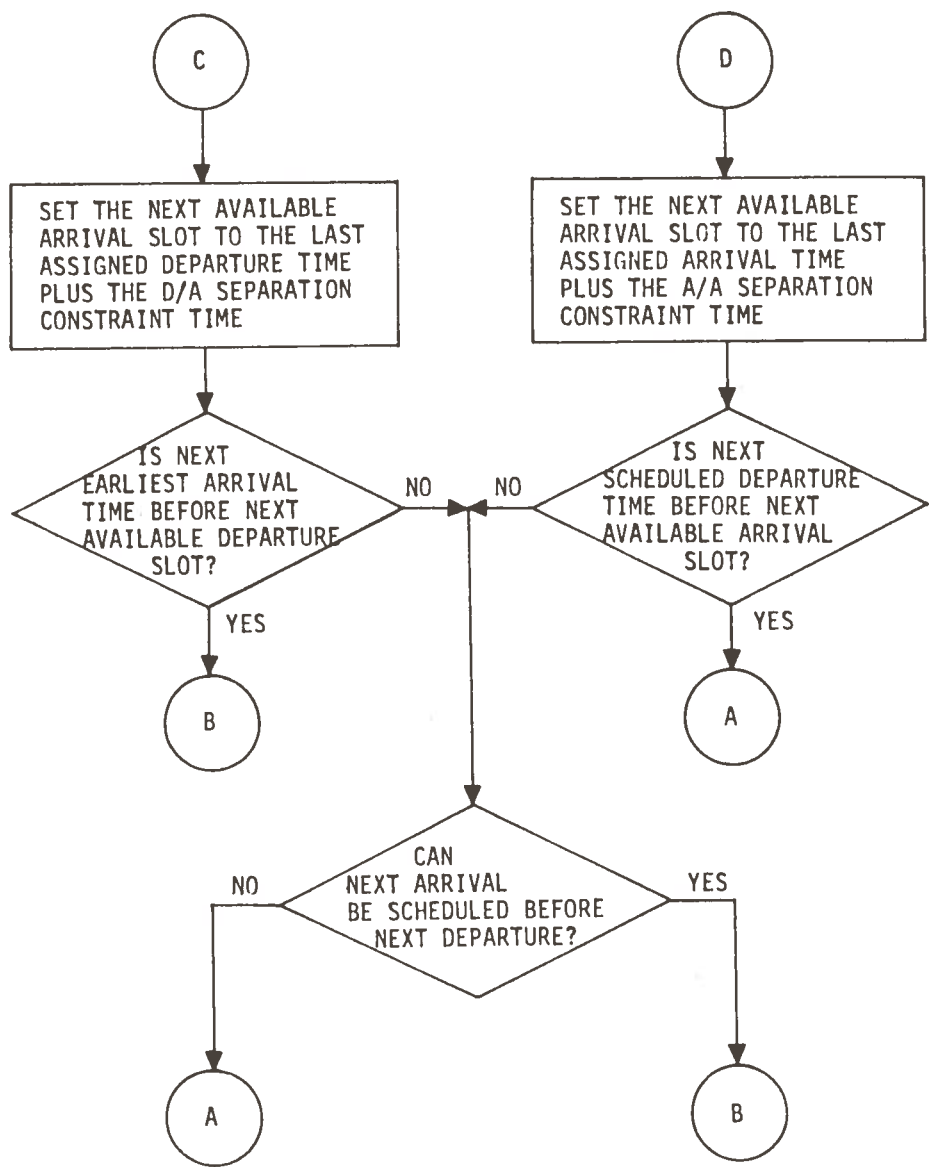 C
D
SET THE NEXT AVAILABLE
ARRIVAL SLOT TO THE LAST
ASSIGNED DEPARTURE TIME
PLUS THE D/A SEPARATION
CONSTRAINT TIME
SET THE NEXT AVAILABLE
ARRIVAL SLOT TO THE LAST
ASSIGNED ARRIVAL TIME
PLUS THE A/A SEPARATION
CONSTRAINT TIME
IS NEXT
EARLIEST ARRIVAL
TIME BEFORE NEXT
AVAILABLE DEPARTURE
SLOT?
NO
NO
IS NEXT
SCHEDULED DEPARTURE
TIME BEFORE NEXT
AVAILABLE ARRIVAL
SLOT?
YES
YES
B
A
CAN
NEXT ARRIVAL
BE SCHEDULED BEFORE
NEXT DEPARTURE?
NO
YES
A
B